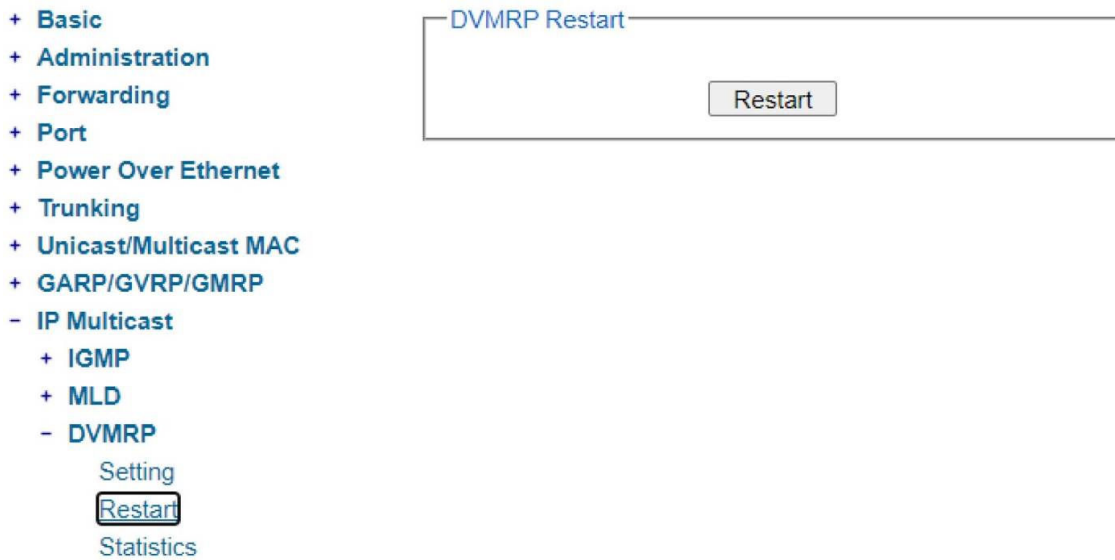 + Basic
+ Administration
+ Forwarding
+ Port
+ Power Over Ethernet
+ Trunking
+ Unicast/Multicast MAC
+ GARP/GVRP/GMRP
- IP Multicast
+ IGMP
+ MLD
- DVMRP
Setting
Restart
Statistics
DVMRP Restart
Restart